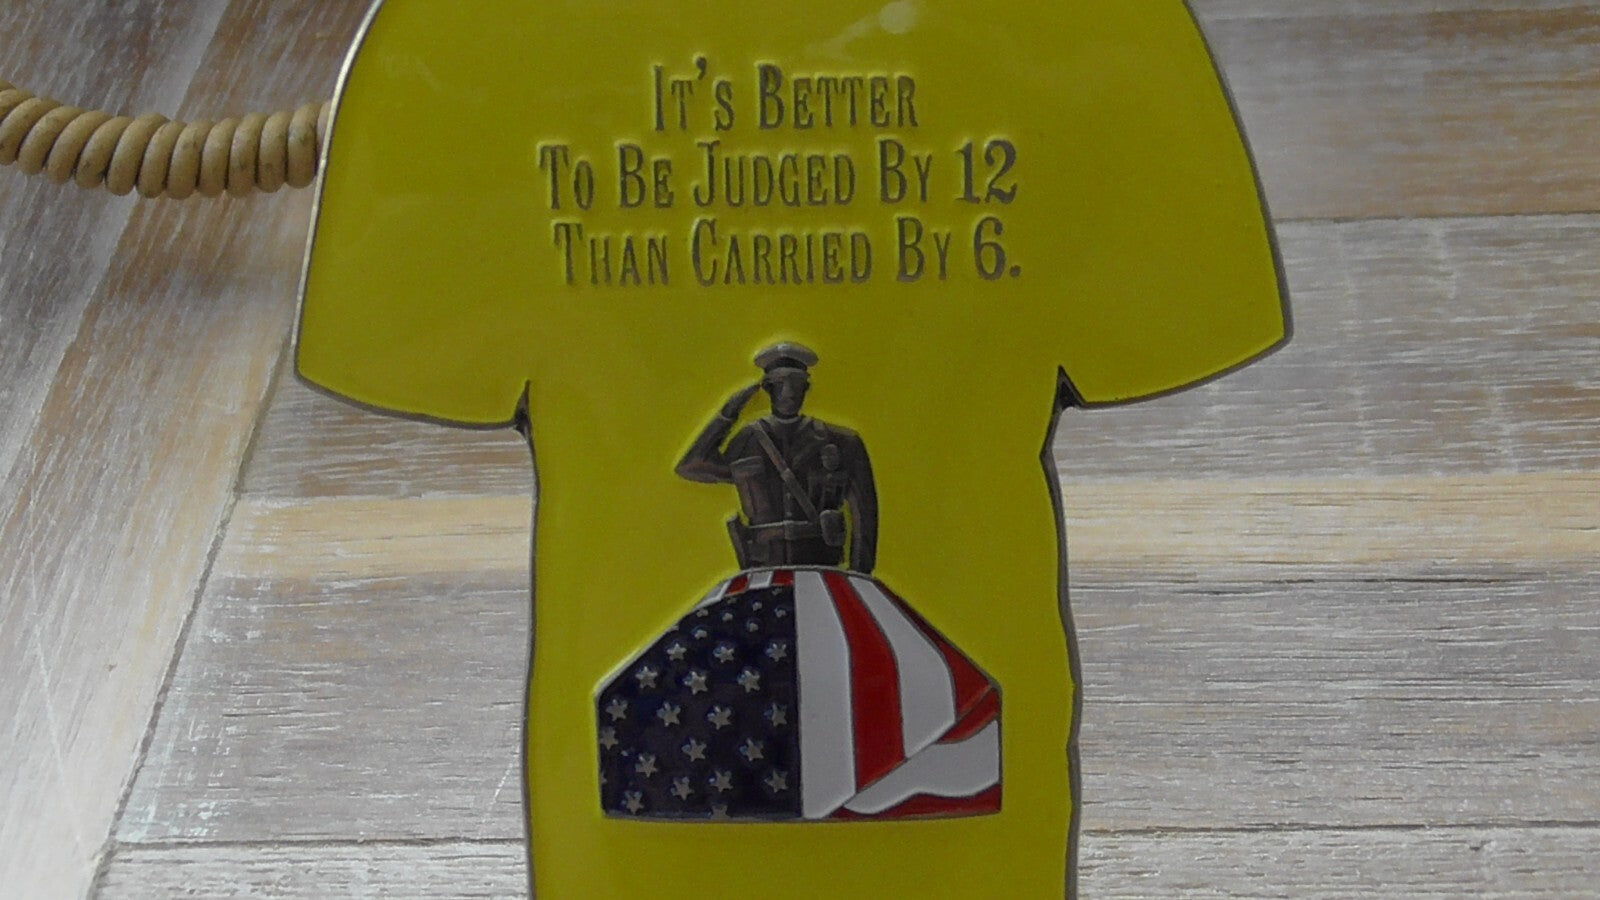 It's Better
To Be Judged By 12
Than Carried By 6.